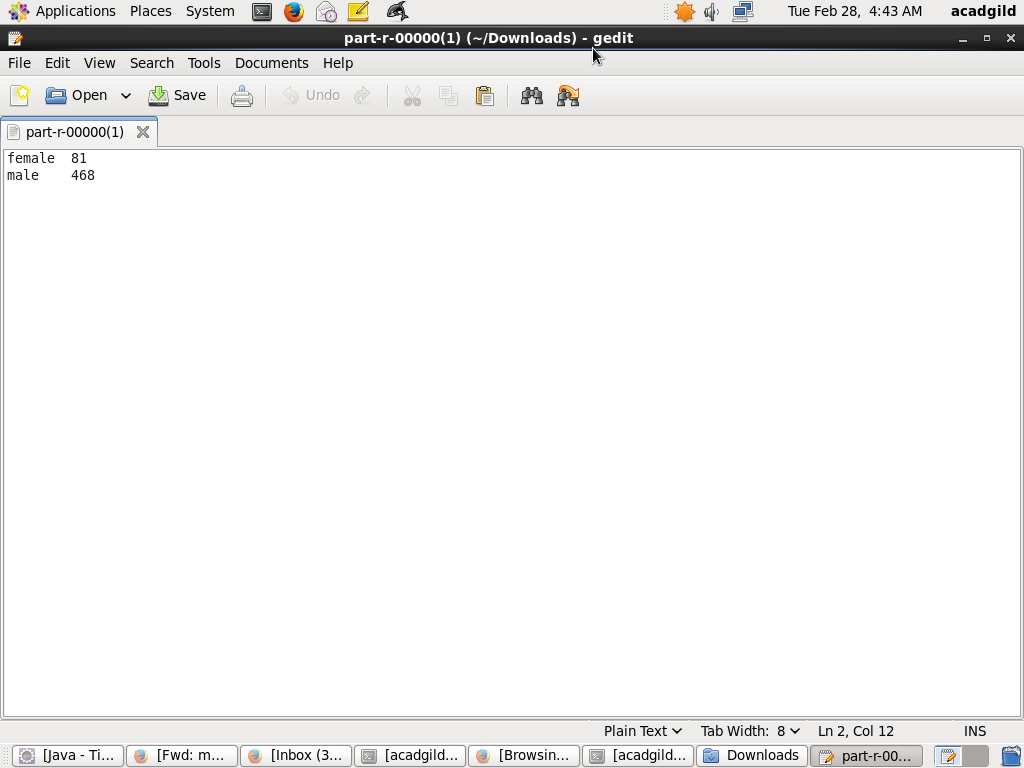 Applications Places System Tue Feb 28, 4:43 AM acadgild
part-r-00000(1) (~/Downloads) - gedit
File Edit View Search Tools Documents Help
Open Save Undo
part-r-00000(1)
female 81
male 468
Plain Text Tab Width: 8 Ln 2, Col 12 INS
[Java - Ti... [Fwd: m... [Inbox (3... [acadgild... [Browsin... [acadgild... Downloads part-r-00...